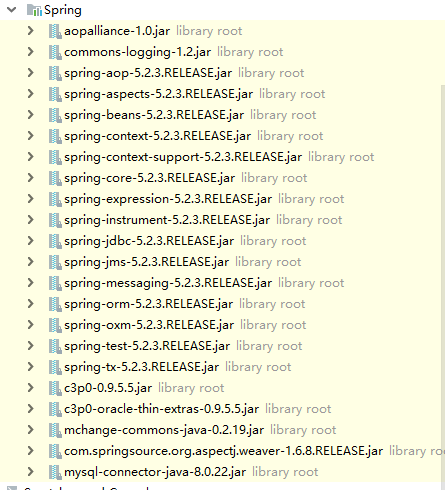 Spring
aopalliance-1.0.jar library root
commons-logging-1.2.jar library root
spring-aop-5.2.3.RELEASE.jar library root
spring-aspects-5.2.3.RELEASE.jar library root
spring-beans-5.2.3.RELEASE.jar library root
spring-context-5.2.3.RELEASE.jar library root
spring-context-support-5.2.3.RELEASE.jar library root
spring-core-5.2.3.RELEASE.jar library root
spring-expression-5.2.3.RELEASE.jar library root
spring-instrument-5.2.3.RELEASE.jar library root
spring-jdbc-5.2.3.RELEASE.jar library root
spring-jms-5.2.3.RELEASE.jar library root
spring-messaging-5.2.3.RELEASE.jar library root
spring-orm-5.2.3.RELEASE.jar library root
spring-oxm-5.2.3.RELEASE.jar library root
spring-test-5.2.3.RELEASE.jar library root
spring-tx-5.2.3.RELEASE.jar library root
c3p0-0.9.5.5.jar library root
c3p0-oracle-thin-extras-0.9.5.5.jar library root
mchange-commons-java-0.2.19.jar library root
com.springsource.org.aspectj.weaver-1.6.8.RELEASE.jar library ro
mysql-connector-java-8.0.22.jar library root